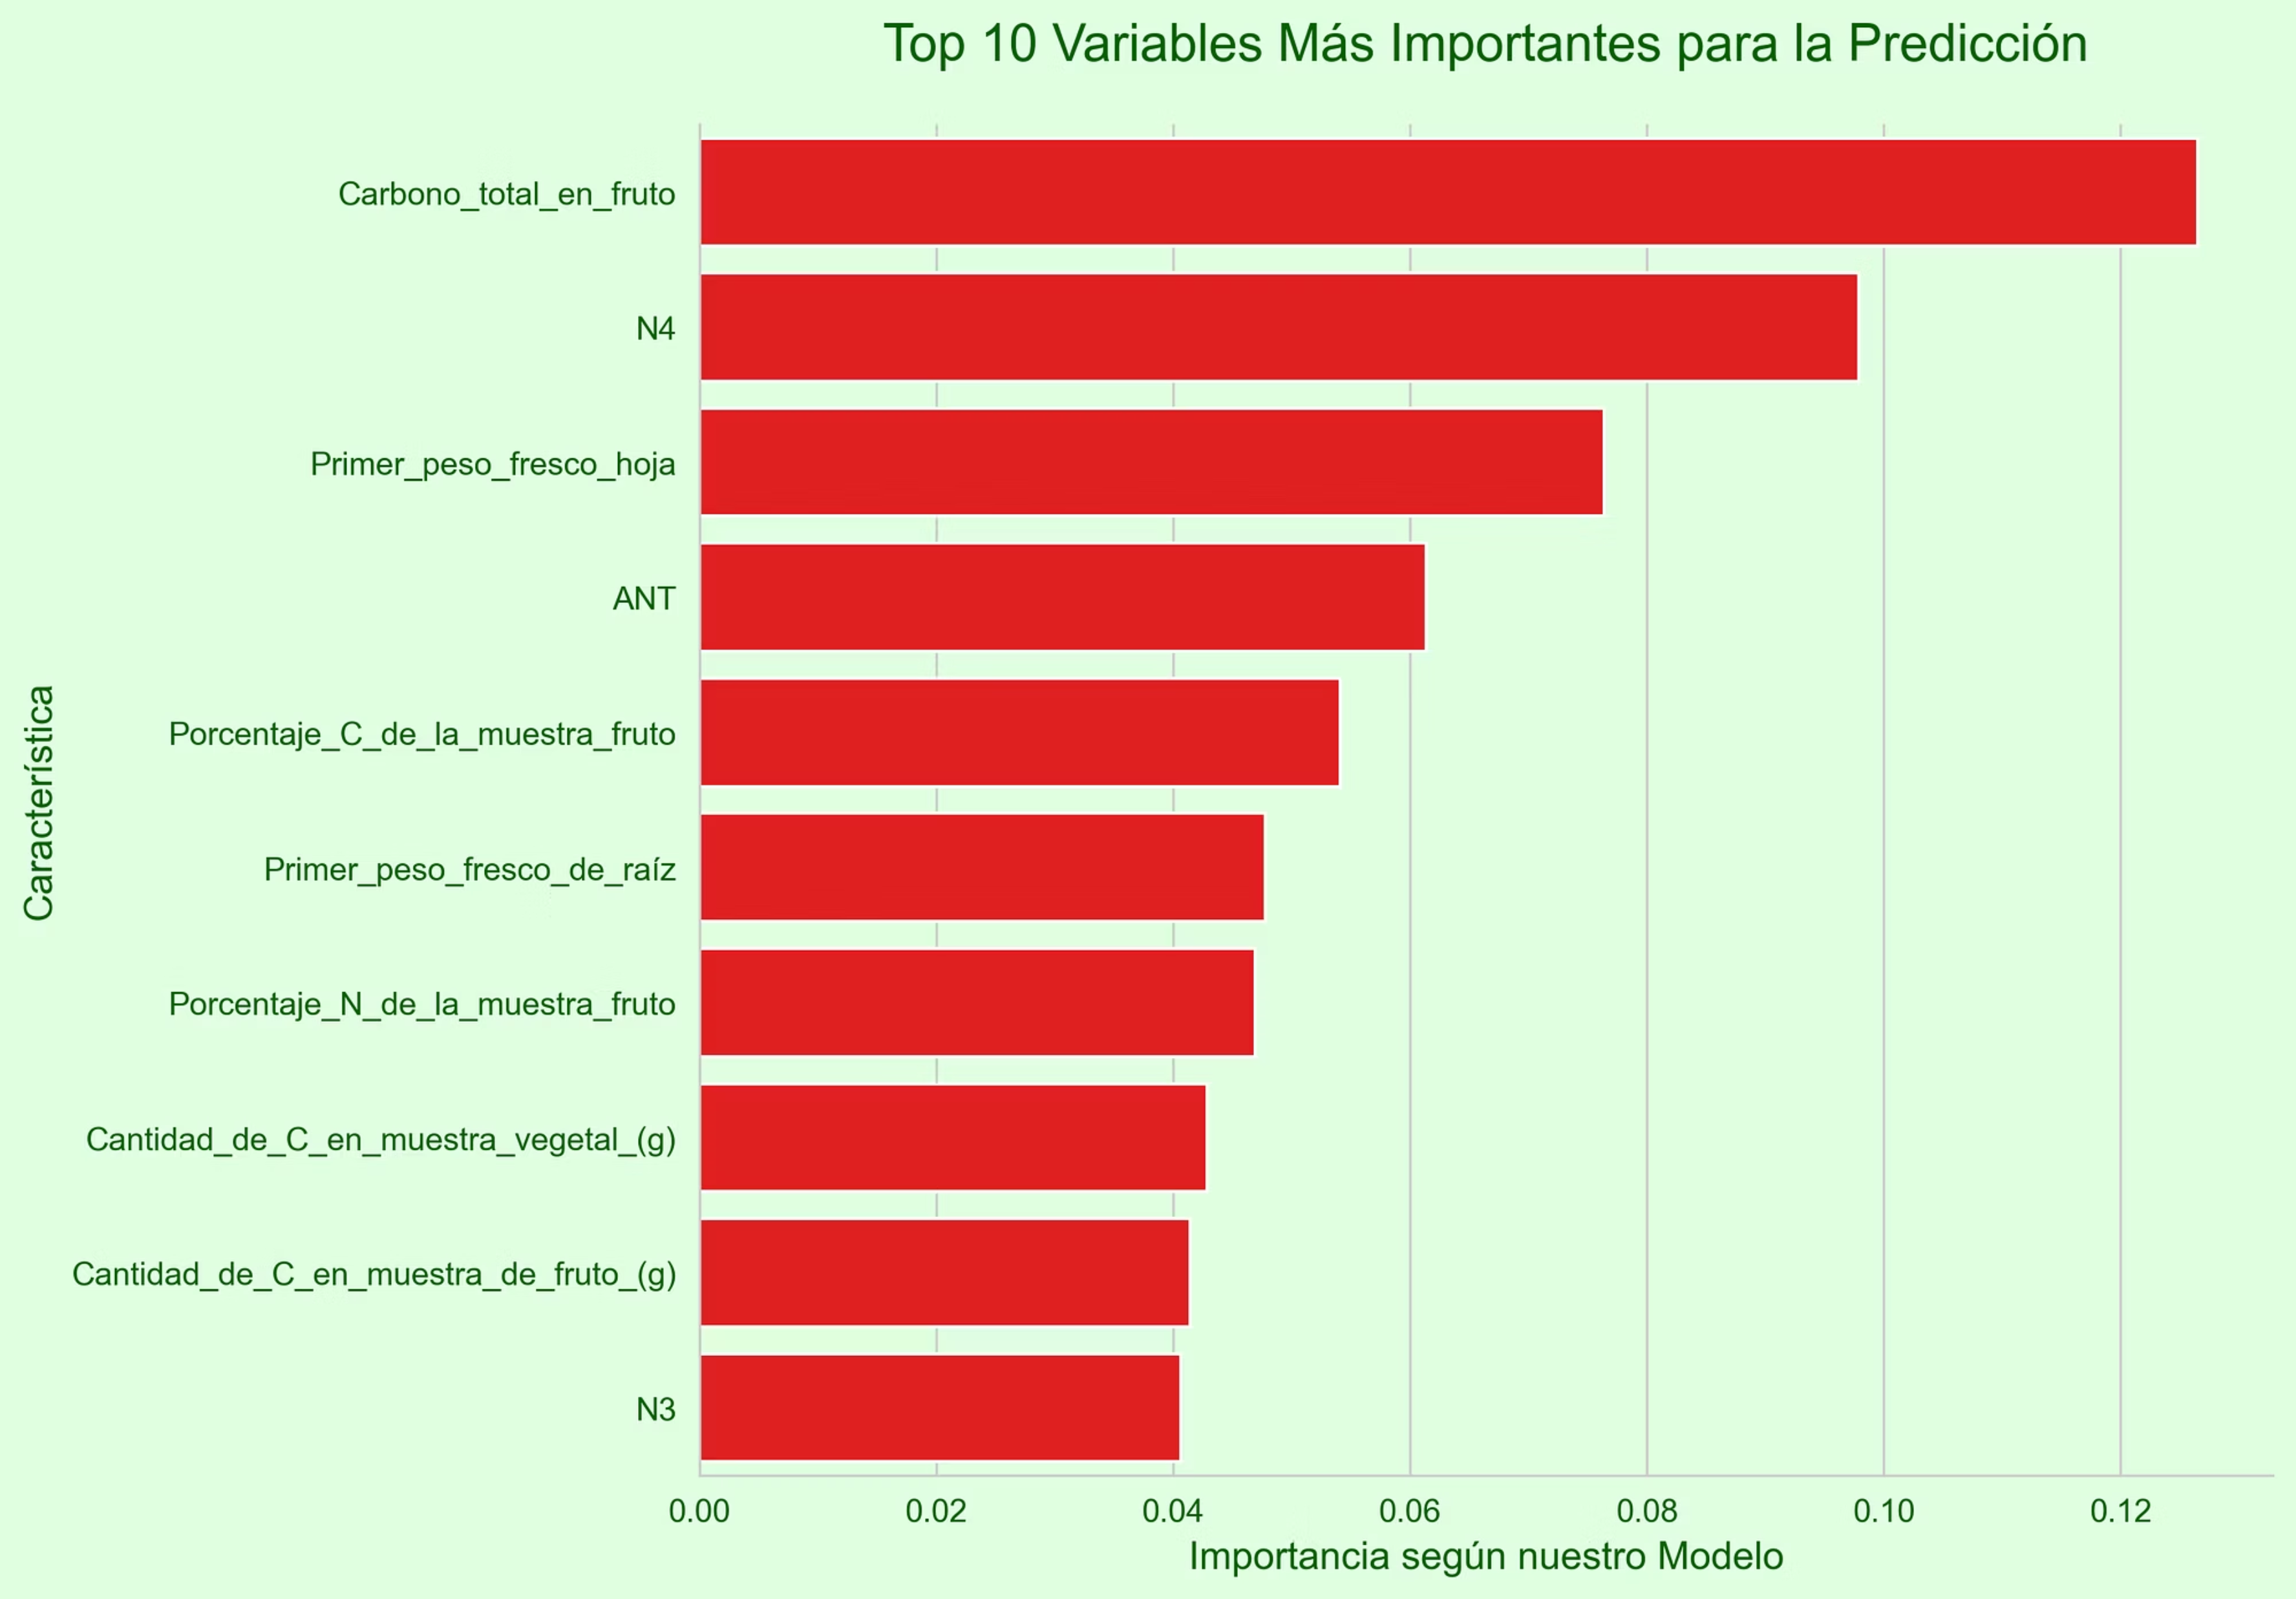 Top 10 Variables Más Importantes para la Predicción
Característica
Carbono_total_en_fruto
N4
Primer_peso_fresco_hoja
ANT
Porcentaje_C_de_la_muestra_fruto
Primer_peso_fresco_de_raíz
Porcentaje_N_de_la_muestra_fruto
Cantidad_de_C_en_muestra_vegetal_(g)
Cantidad_de_C_en_muestra_de_fruto_(g)
N3
0.00 0.02 0.04 0.06 0.08 0.10 0.12
Importancia según nuestro Modelo